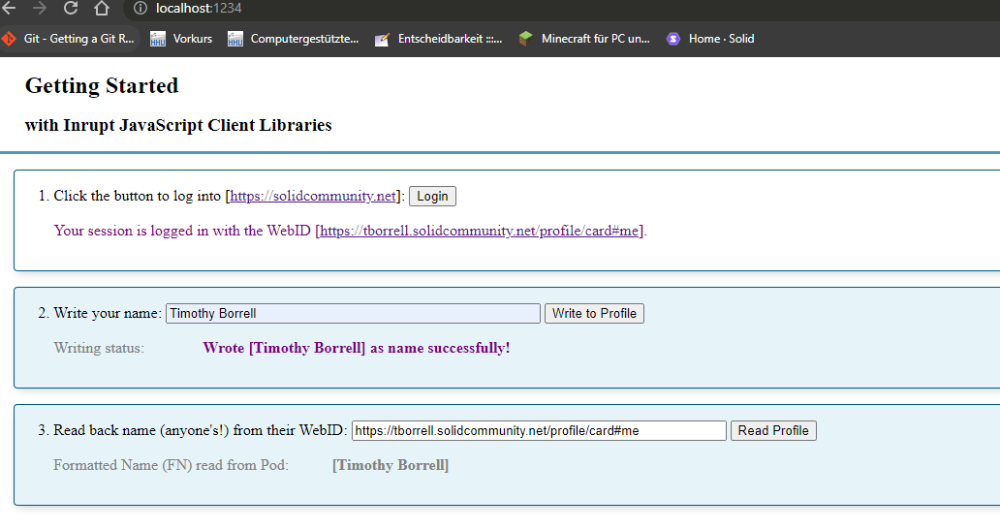 localhost:1234
Git - Getting a Git R... Vorkurs Computergestützte... Entscheidbarkeit :::... Minecraft für PC un... Home · Solid
Getting Started
with Inrupt JavaScript Client Libraries
1. Click the button to log into [https://solidcommunity.net]: Login
Your session is logged in with the WebID [https://tborrell.solidcommunity.net/profile/card#me].
2. Write your name: Timothy Borrell Write to Profile
Writing status: Wrote [Timothy Borrell] as name successfully!
3. Read back name (anyone's!) from their WebID: https://tborrell.solidcommunity.net/profile/card#me Read Profile
Formatted Name (FN) read from Pod: [Timothy Borrell]